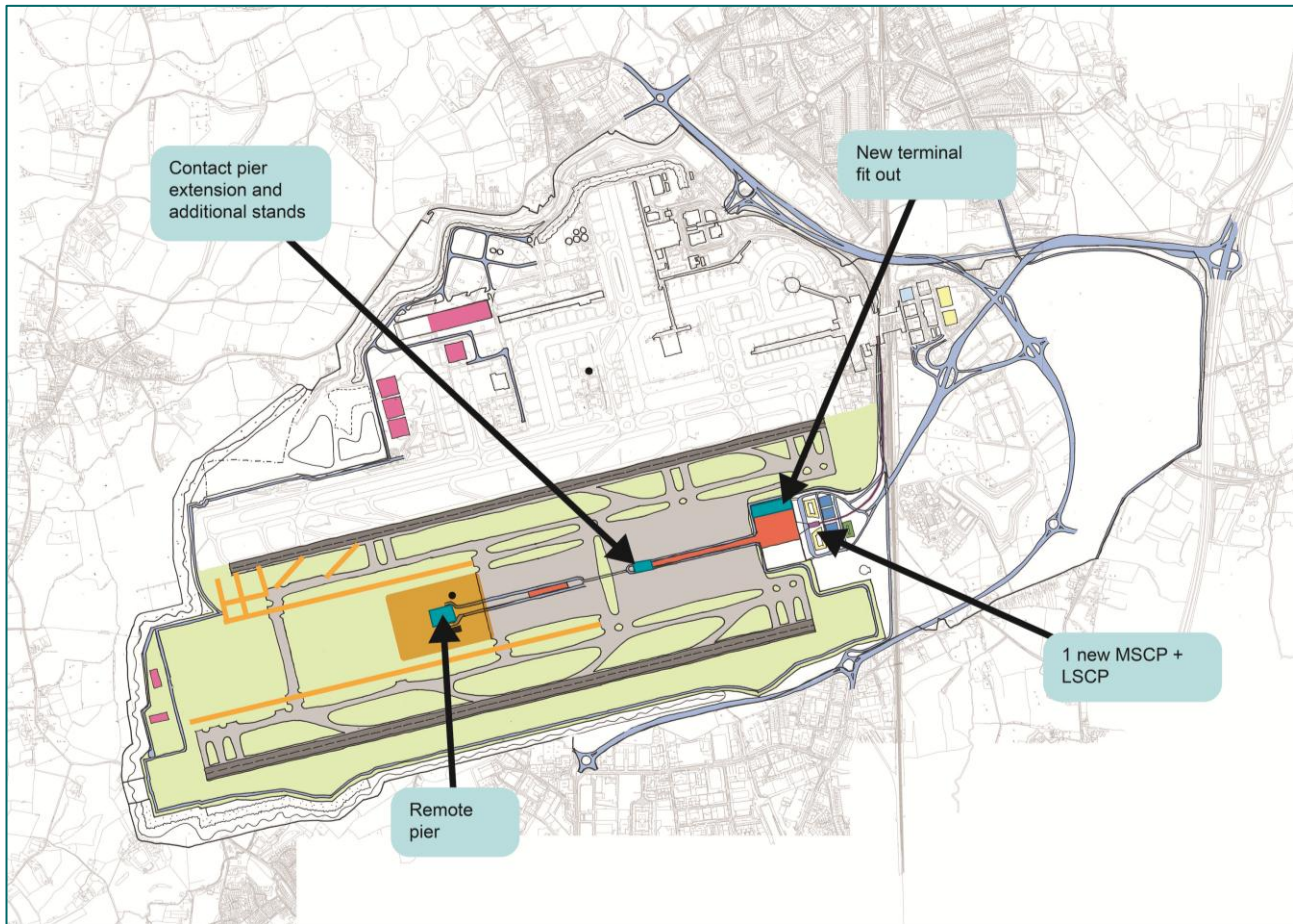 Contact pier
extension and
additional stands
New terminal
fit out
1 new MSCP +
LSCP
Remote
pier